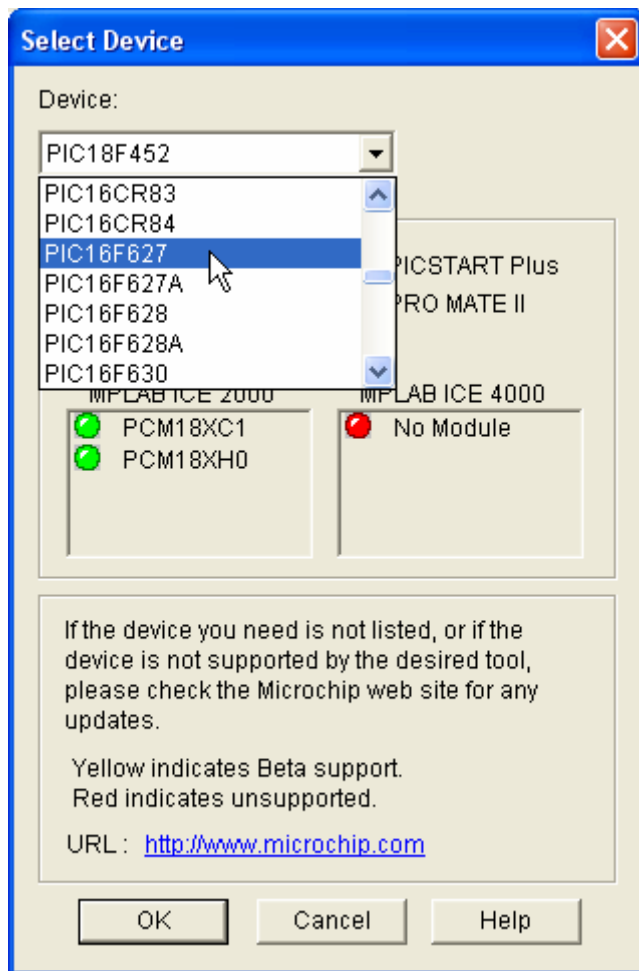 Select Device
Device:
PIC18F452
PIC16CR83
PIC16CR84
PIC16F627
PIC16F627A
PIC16F628
PIC16F628A
PIC16F630
PICSTART Plus
PRO MATE II
MPLAB ICE 2000
MPLAB ICE 4000
PCM18XC1
No Module
PCM18XH0
If the device you need is not listed, or if the
device is not supported by the desired tool,
please check the Microchip web site for any
updates.
Yellow indicates Beta support.
Red indicates unsupported.
URL : http://www.microchip.com
OK
Cancel
Help